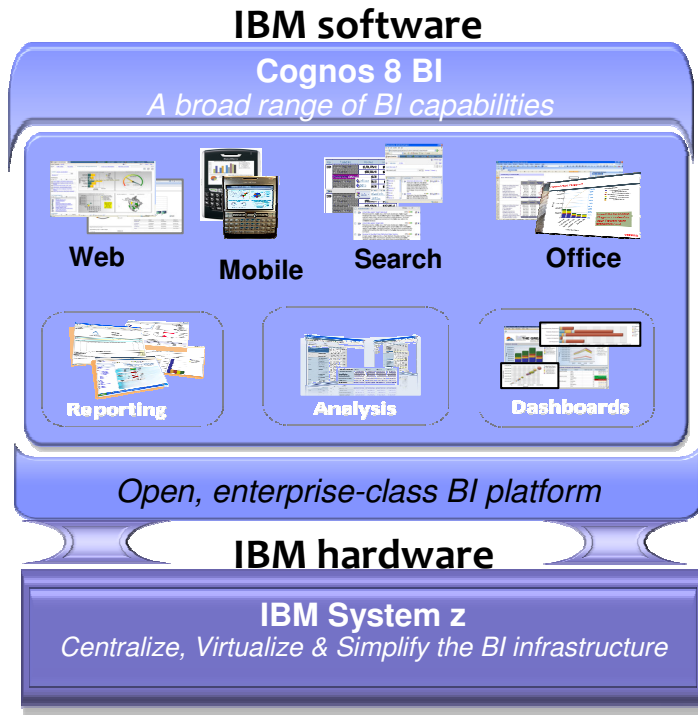 IBM software
Cognos 8 BI
A broad range of BI capabilities
Web
Mobile
Search
Office
Reporting
Analysis
Dashboards
Open, enterprise-class BI platform
IBM hardware
IBM System z
Centralize, Virtualize & Simplify the BI infrastructure